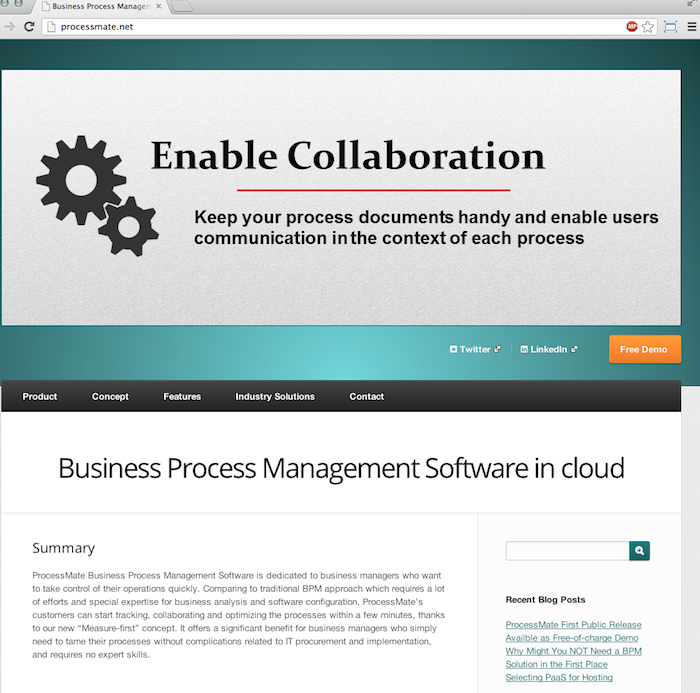 Business Process Managem
processmate.net
ABP
Enable Collaboration
Keep your process documents handy and enable users
communication in the context of each process
Twitter
LinkedIn
Free Demo
Product
Concept
Features
Industry Solutions
Contact
Business Process Management Software in cloud
Summary
ProcessMate Business Process Management Software is dedicated to business managers who want
to take control of their operations quickly. Comparing to traditional BPM approach which requires a lot
of efforts and special expertise for business analysis and software configuration, ProcessMate's
customers can start tracking, collaborating and optimizing the processes within a few minutes, thanks
to our new “Measure-first” concept. It offers a significant benefit for business managers who simply
need to tame their processes without complications related to IT procurement and implementation,
and requires no expert skills.
Recent Blog Posts
ProcessMate First Public Release
Availble as Free-of-charge Demo
Why Might You NOT Need a BPM
Solution in the First Place
Selecting PaaS for Hosting